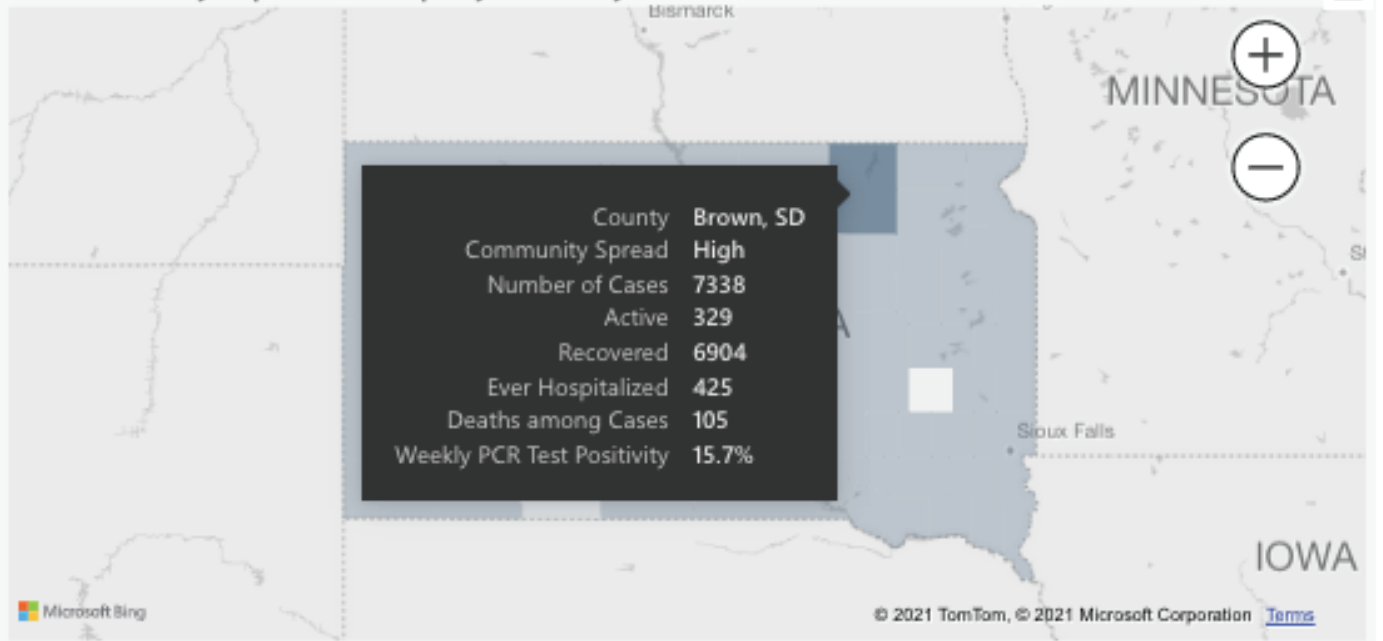 Bismarck
MINNESOTA
County Brown, SD
Community Spread High
Number of Cases 7338
Active 329
Recovered 6904
Ever Hospitalized 425
Deaths among Cases 105
Weekly PCR Test Positivity 15.7%
Sioux Falls
IOWA
Microsoft Bing
© 2021 TomTom, © 2021 Microsoft Corporation Terms